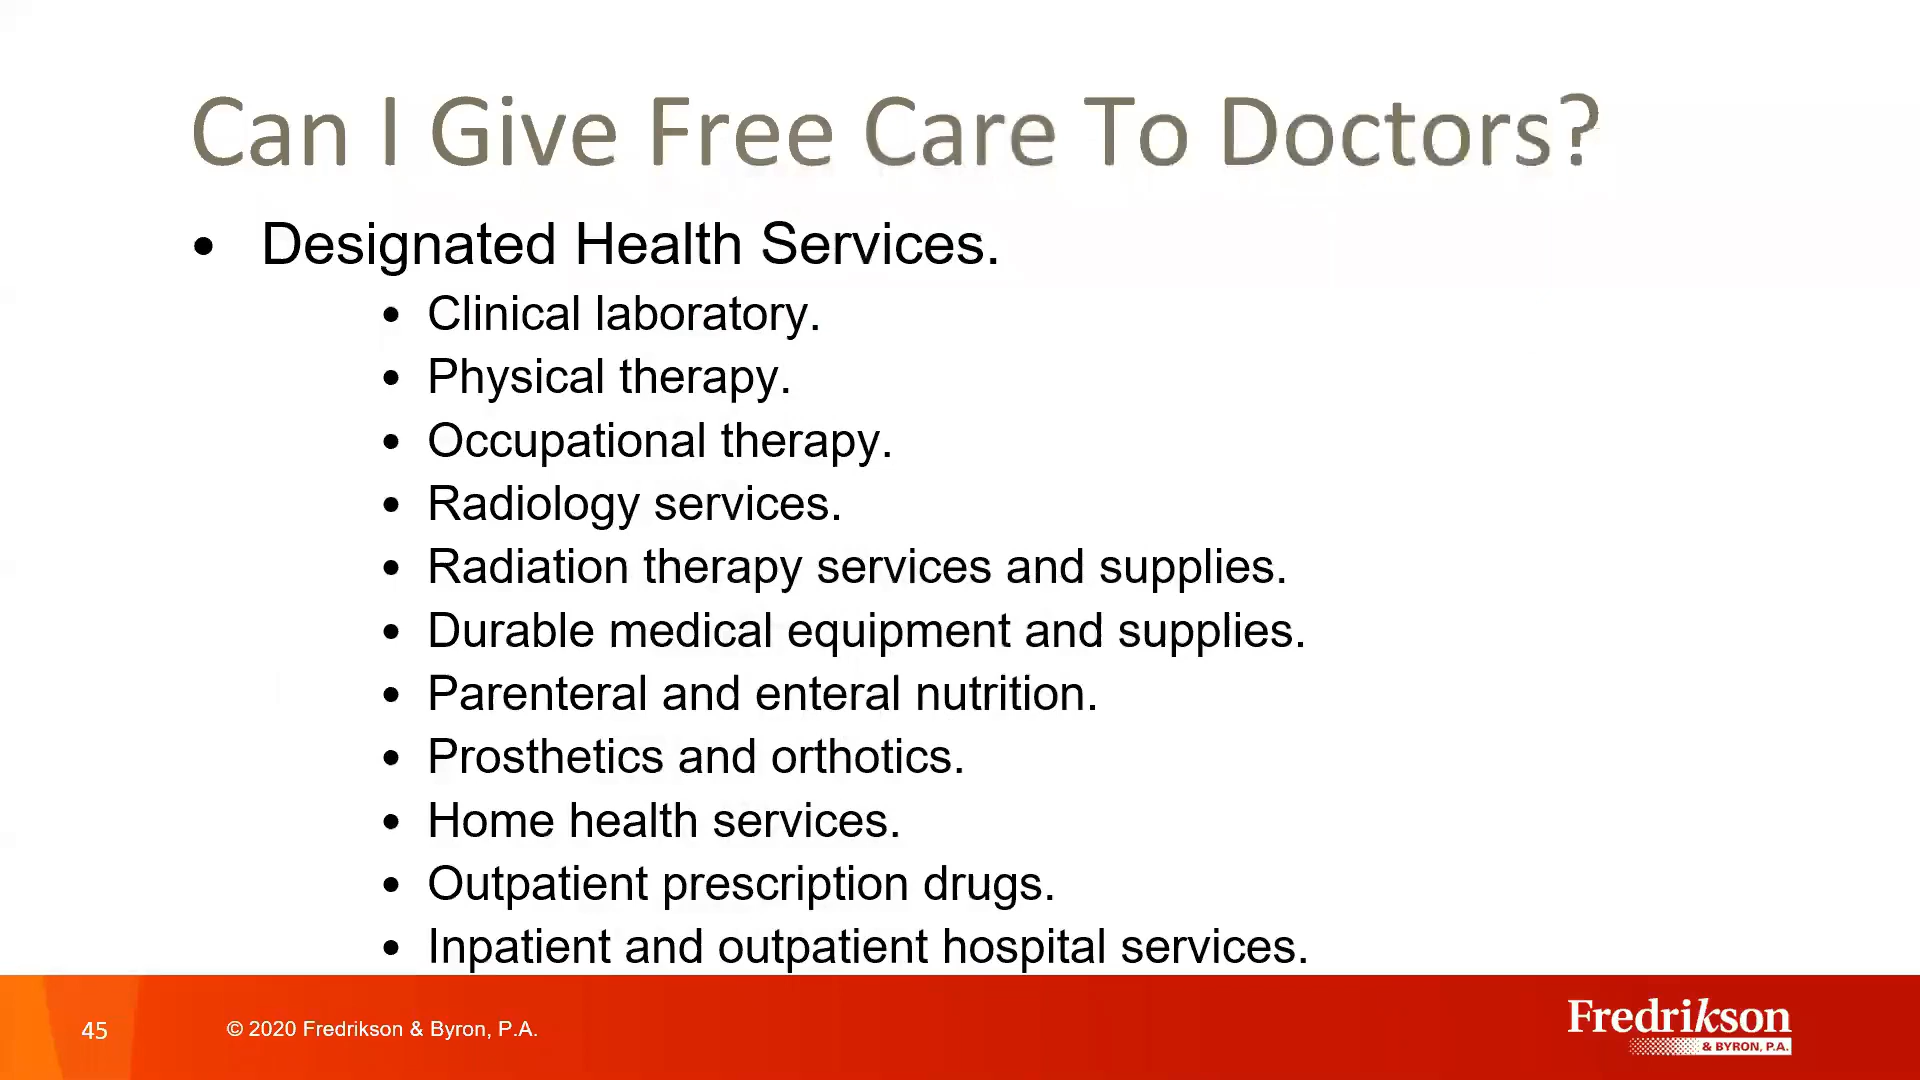 Can I Give Free Care To Doctors?
• Designated Health Services.
• Clinical laboratory.
• Physical therapy.
• Occupational therapy.
• Radiology services.
• Radiation therapy services and supplies.
• Durable medical equipment and supplies.
• Parenteral and enteral nutrition.
• Prosthetics and orthotics.
• Home health services.
• Outpatient prescription drugs.
• Inpatient and outpatient hospital services.
45
© 2020 Fredrikson & Byron, P.A.
Fredrikson
& BYRON, P.A.